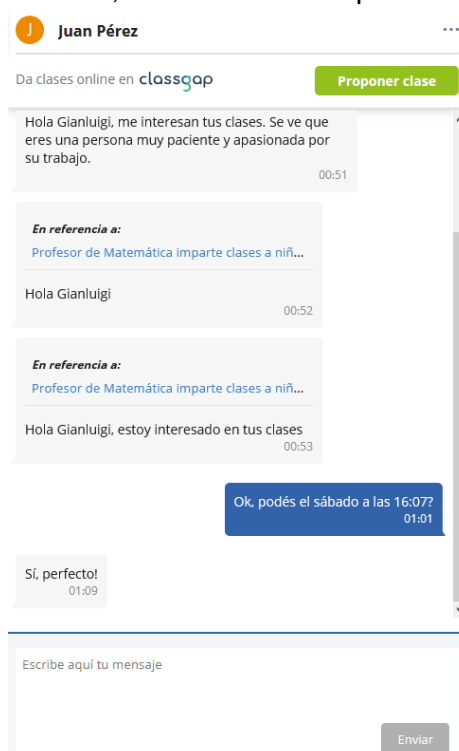 J Juan Pérez ...
Da clases online en classgap
Proponer clase
Hola Gianluigi, me interesan tus clases. Se ve que
eres una persona muy paciente y apasionada por
su trabajo.
00:51
En referencia a:
Profesor de Matemática imparte clases a niñ...
Hola Gianluigi
00:52
En referencia a:
Profesor de Matemática imparte clases a niñ...
Hola Gianluigi, estoy interesado en tus clases
00:53
Ok, podés el sábado a las 16:07?
01:01
Sí, perfecto!
01:09
Escribe aquí tu mensaje
Enviar